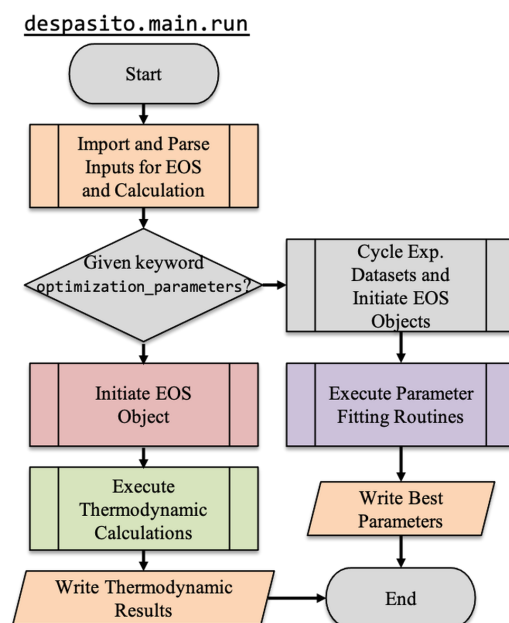 despasito.main.run
Start
Import and Parse
Inputs for EOS
and Calculation
Given keyword
optimization_parameters?
Cycle Exp.
Datasets and
Initiate EOS
Objects
Initiate EOS
Object
Execute Parameter
Fitting Routines
Execute
Thermodynamic
Calculations
Write Best
Parameters
Write Thermodynamic
Results
End